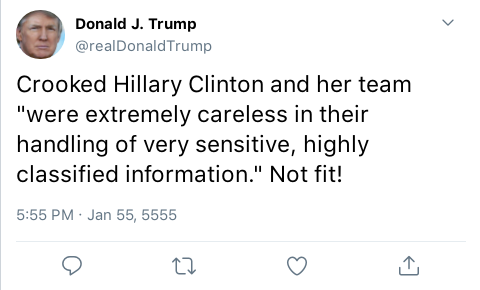 Donald J. Trump
@realDonaldTrump
Crooked Hillary Clinton and her team
"were extremely careless in their
handling of very sensitive, highly
classified information." Not fit!
5:55 PM · Jan 55, 5555